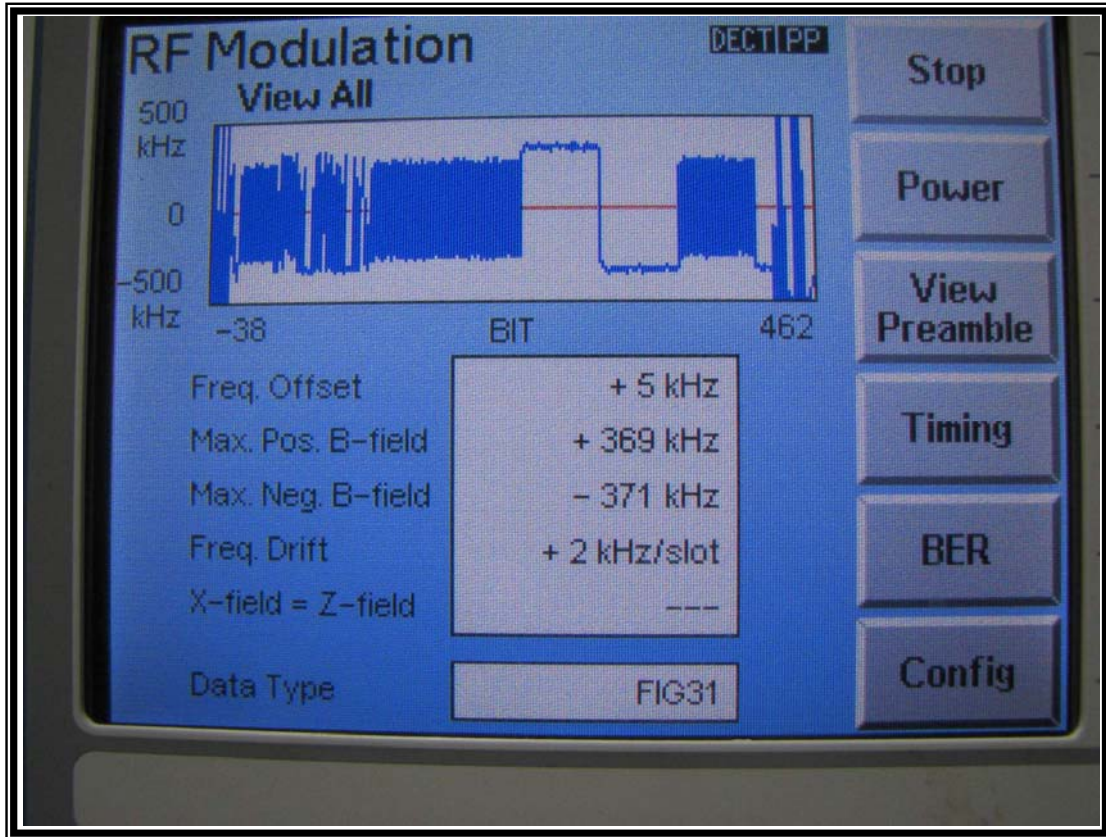 RF Modulation
DECT PP
View All
500
kHz
0
-500
kHz
-38
BIT
462
Freq. Offset
+ 5 kHz
Max. Pos. B-field
+ 369 kHz
Max. Neg. B-field
- 371 kHz
Freq. Drift
+ 2 kHz/slot
X-field = Z-field
---
Data Type
FIG31
Stop
Power
View
Preamble
Timing
BER
Config